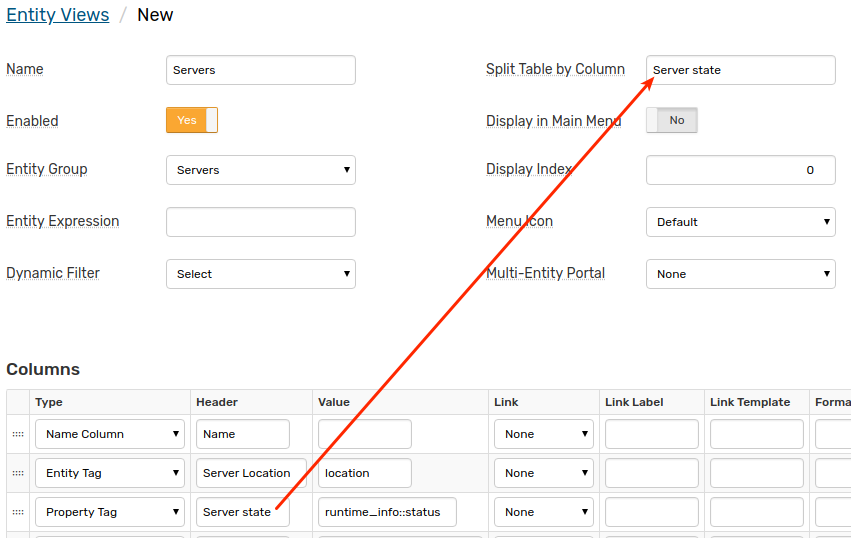 Entity Views / New
Name Servers Split Table by Column Server state
Enabled Yes Display in Main Menu No
Entity Group Servers Display Index 0
Entity Expression Menu Icon Default
Dynamic Filter Select Multi-Entity Portal None
Columns
Type Header Value Link Link Label Link Template Forma
Name Column Name None
Entity Tag Server Location location None
Property Tag Server state runtime_info::status None